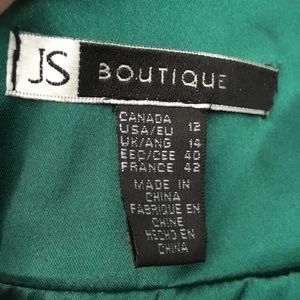 JS BOUTIQUE
CANADA
USA/EU 12
UK/ANG 14
EEC/CEE 40
FRANCE 42
MADE IN
CHINA
FABRIQUE EN
CHINE
HECHO EN
CHINA